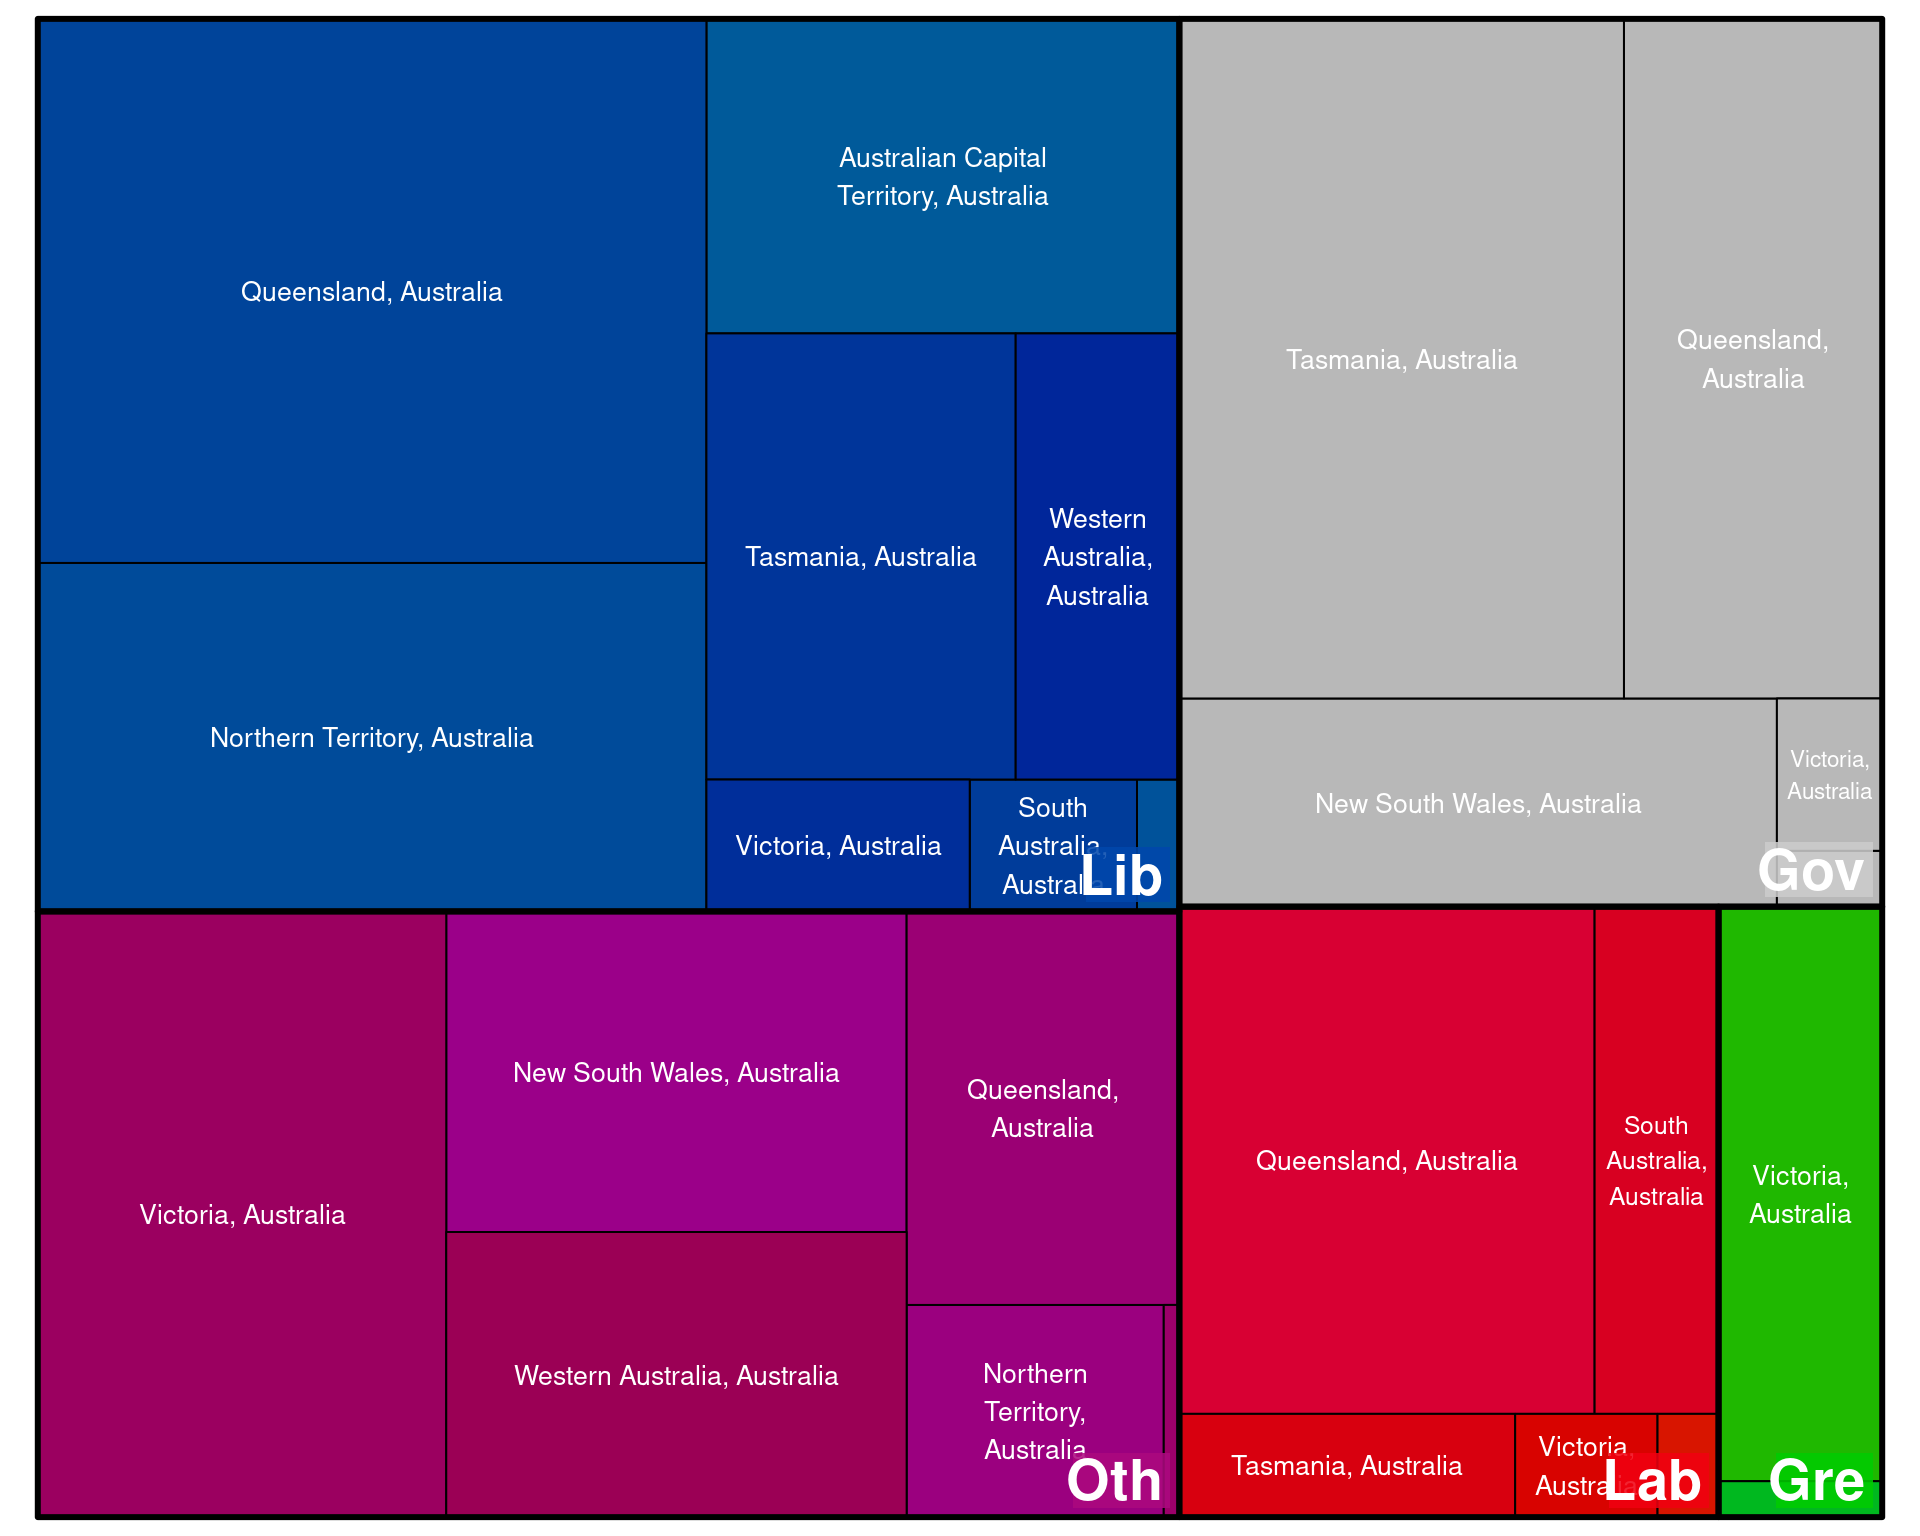 Queensland, Australia
Northern Territory, Australia
Australian Capital
Territory, Australia
Tasmania, Australia
Western
Australia,
Australia
Victoria, Australia
South
Australia,
Australia
Lib
Tasmania, Australia
Queensland,
Australia
New South Wales, Australia
Victoria,
Australia
Gov
Victoria, Australia
New South Wales, Australia
Western Australia, Australia
Queensland,
Australia
Northern
Territory,
Australia
Oth
Queensland, Australia
South
Australia,
Australia
Tasmania, Australia
Victoria,
Australia
Lab
Victoria,
Australia
Gre